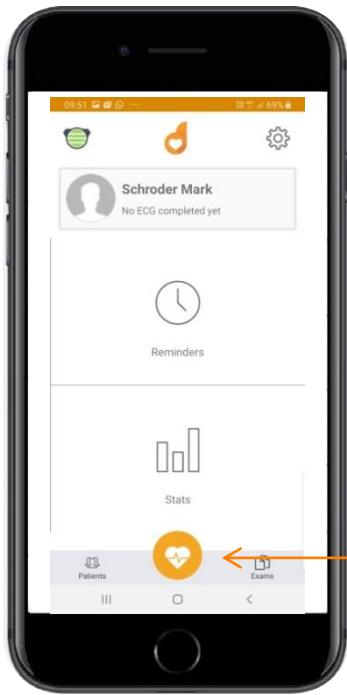 09:51
69%
Schroder Mark
No ECG completed yet
Reminders
Stats
Patients
Exams